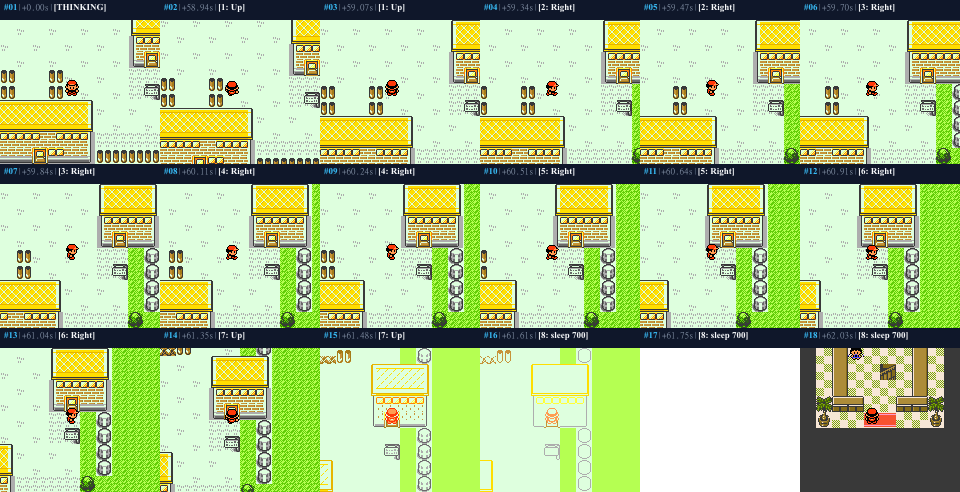 #01|+0.00s|[THINKING]
#02|+58.94s|[1: Up]
#03|+59.07s|[1: Up]
#04|+59.34s|[2: Right]
#05|+59.47s|[2: Right]
#06|+59.70s|[3: Right]
#07|+59.84s|[3: Right]
#08|+60.11s|[4: Right]
#09|+60.24s|[4: Right]
#10|+60.51s|[5: Right]
#11|+60.64s|[5: Right]
#12|+60.91s|[6: Right]
#13|+61.04s|[6: Right]
#14|+61.35s|[7: Up]
#15|+61.48s|[7: Up]
#16|+61.61s|[8: sleep 700]
#17|+61.75s|[8: sleep 700]
#18|+62.03s|[8: sleep 700]